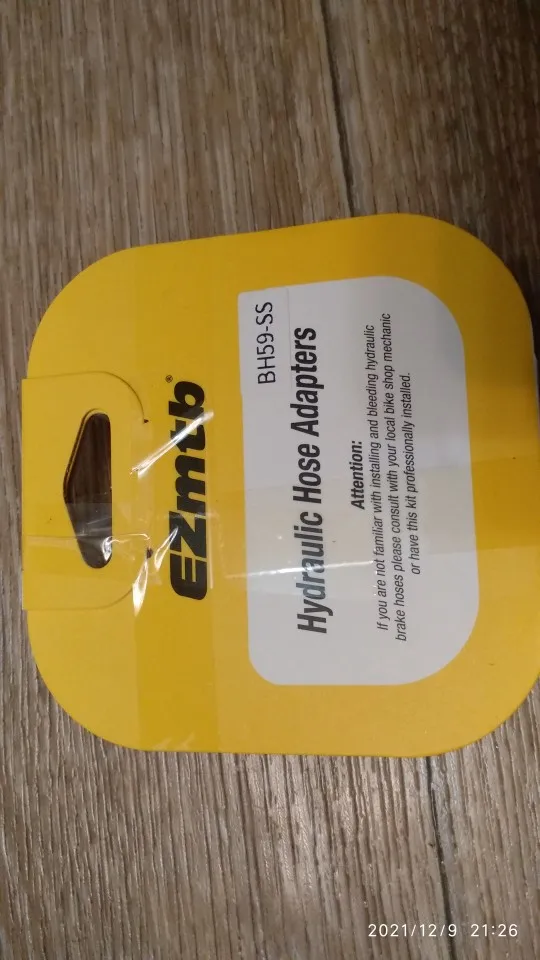 EZmtb®
BH59-SS
Hydraulic Hose Adapters
Attention:
If you are not familiar with installing and bleeding hydraulic
brake hoses please consult with your local bike shop mechanic
or have this kit professionally installed.
2021/12/9 21:26